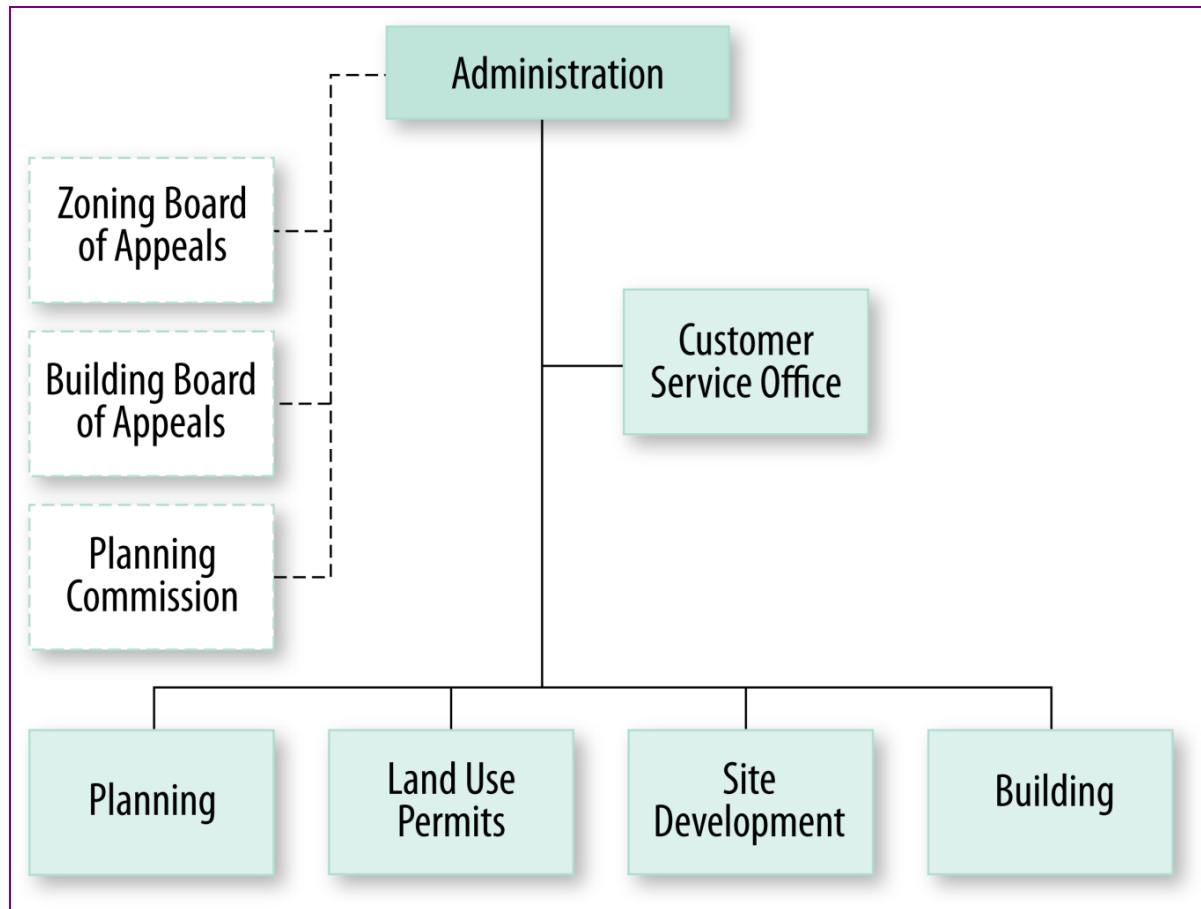 Administration
Zoning Board
of Appeals
Building Board
of Appeals
Planning
Commission
Customer
Service Office
Planning
Land Use
Permits
Site
Development
Building